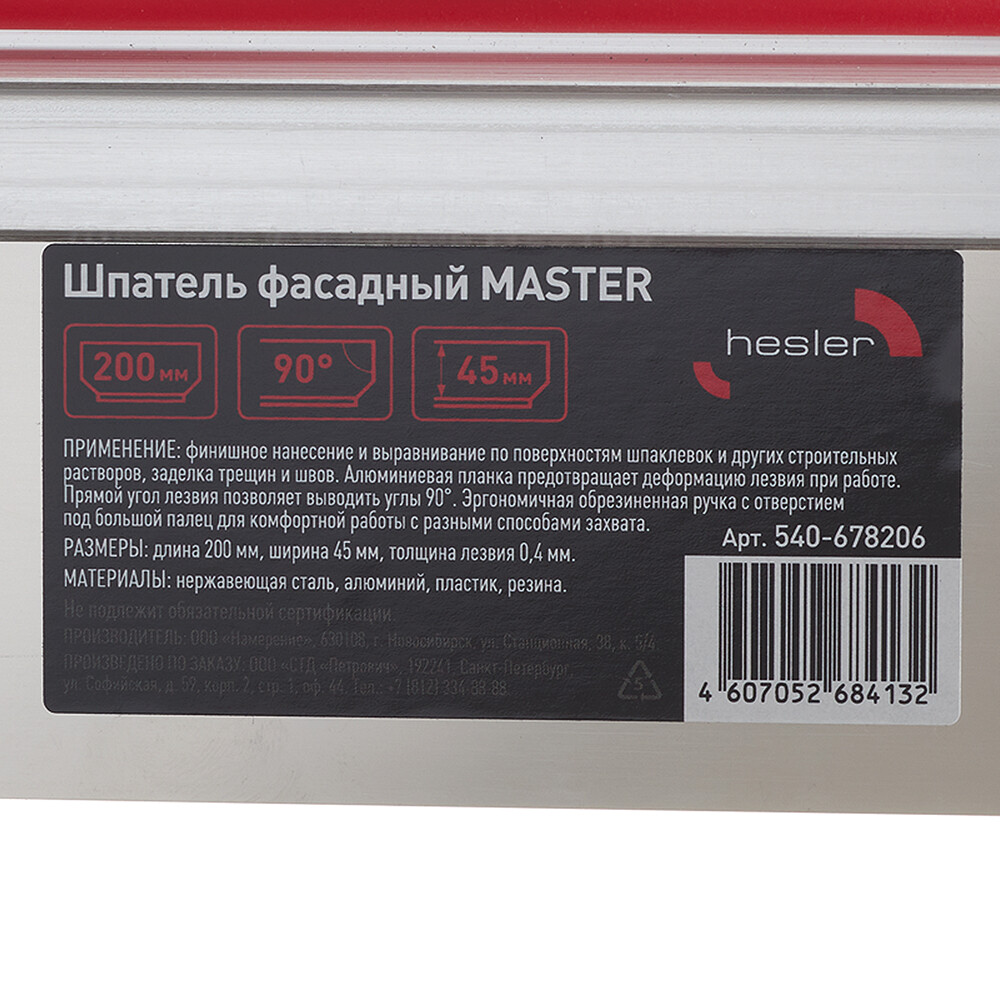 Шпатель фасадный MASTER
200 мм
90°
45 мм
hesler
ПРИМЕНЕНИЕ: финишное нанесение и выравнивание по поверхностям шпаклевок и других строительных
растворов, заделка трещин и швов. Алюминиевая планка предотвращает деформацию лезвия при работе.
Прямой угол лезвия позволяет выводить углы 90°. Эргономичная обрезиненная ручка с отверстием
под большой палец для комфортной работы с разными способами захвата.
Арт. 540-678206
РАЗМЕРЫ: длина 200 мм, ширина 45 мм, толщина лезвия 0,4 мм.
МАТЕРИАЛЫ: нержавеющая сталь, алюминий, пластик, резина.
Не подлежит обязательной сертификации.
ПРОИЗВОДИТЕЛЬ: ООО «Намерение», 630108, г. Новосибирск, ул. Станционная, 38, к. 5/4.
ПРОИЗВЕДЕНО ПО ЗАКАЗУ: ООО «СТД «Петрович», 192241, Санкт-Петербург,
ул. Софийская, д. 59, корп. 2, стр. 1, оф. 44. Тел.: +7 (812) 334-88-88.
5
4 607052 684132